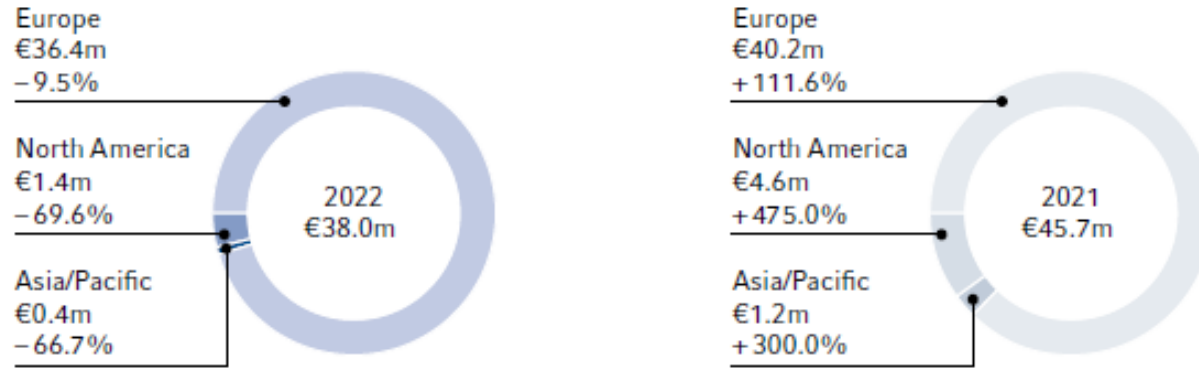 Europe
€36.4m
–9.5%
North America
€1.4m
–69.6%
Asia/Pacific
€0.4m
–66.7%
2022
€38.0m
Europe
€40.2m
+111.6%
North America
€4.6m
+475.0%
Asia/Pacific
€1.2m
+300.0%
2021
€45.7m